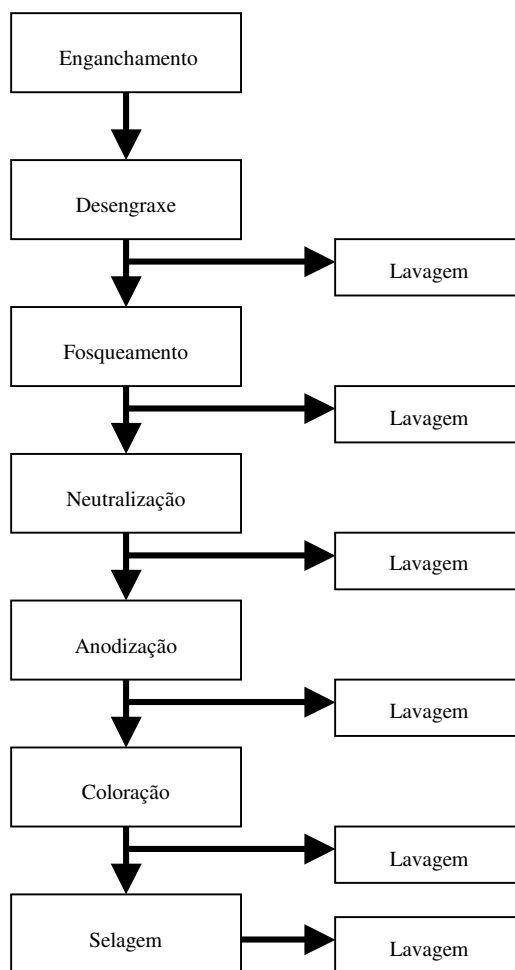 Enganchamento
Desengraxe
Lavagem
Fosqueamento
Lavagem
Neutralização
Lavagem
Anodização
Lavagem
Coloração
Lavagem
Selagem
Lavagem